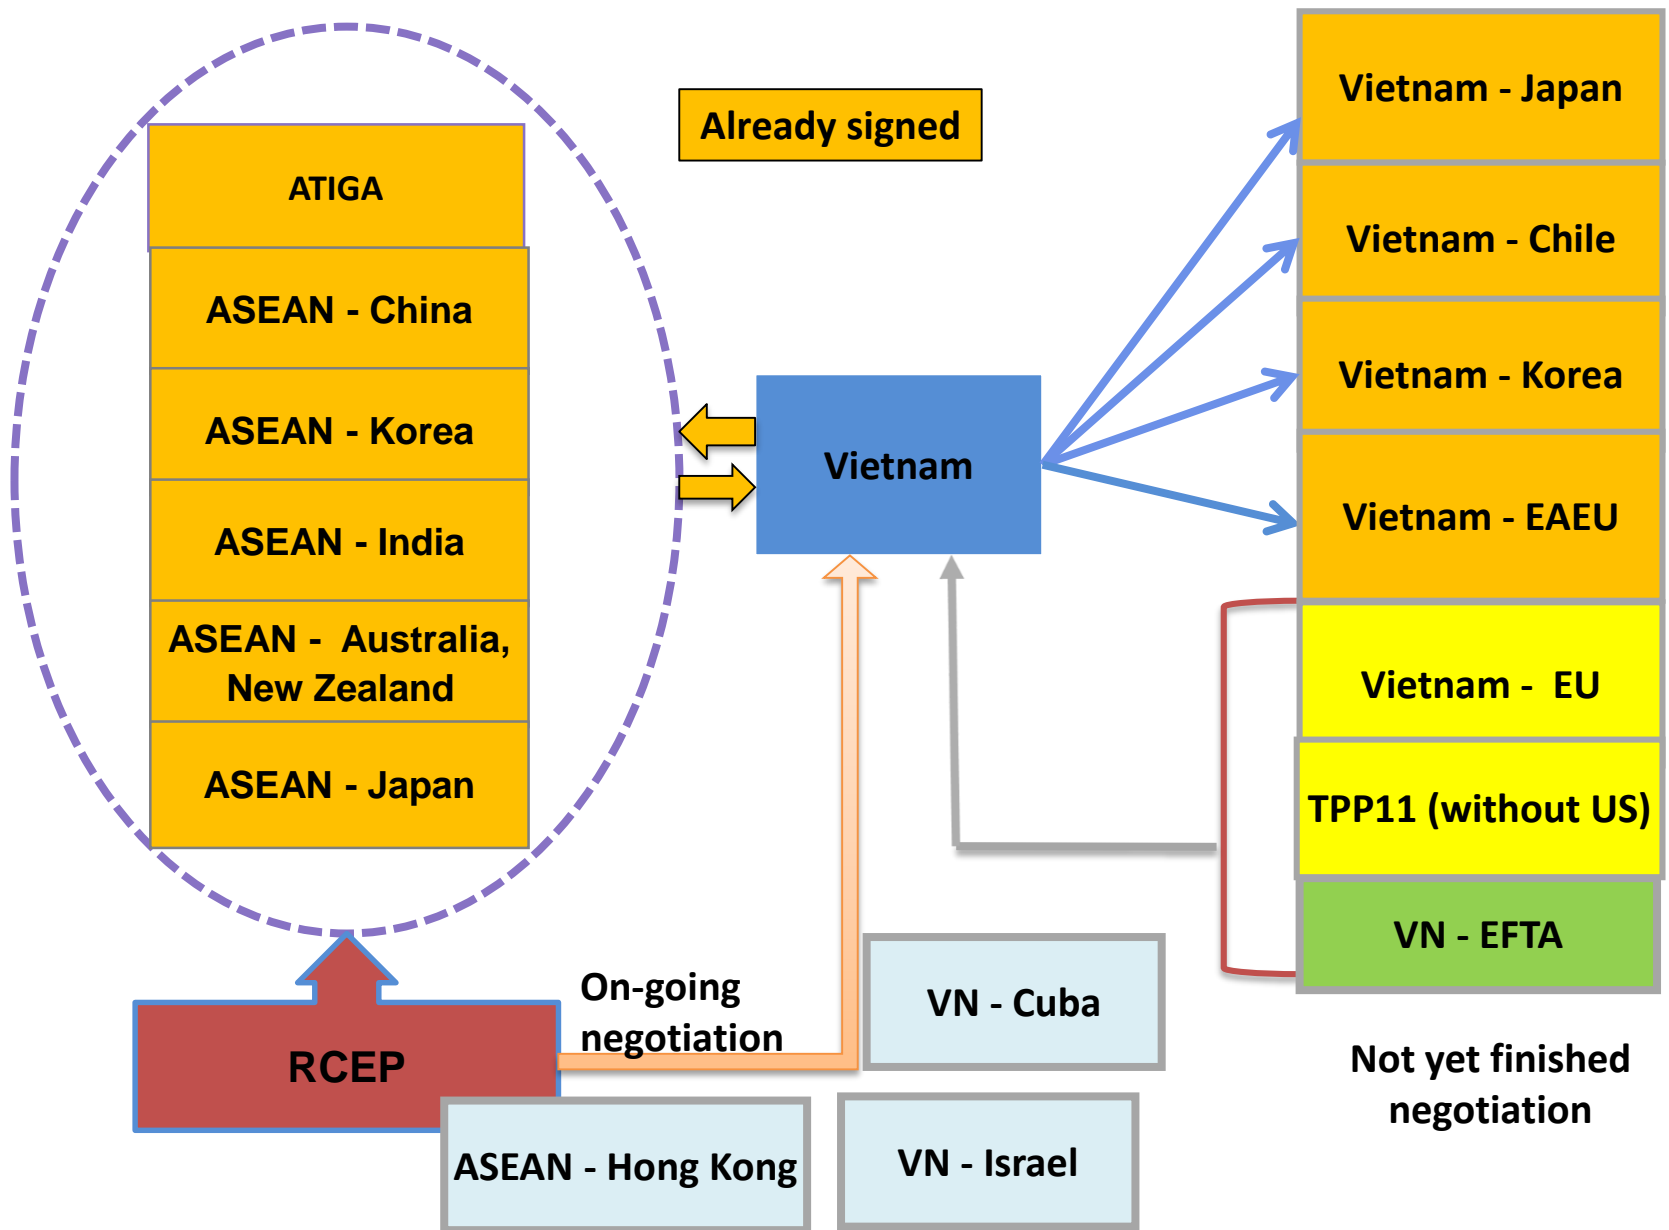 Already signed
ATIGA
ASEAN - China
ASEAN - Korea
ASEAN - India
ASEAN -  Australia,
New Zealand
ASEAN - Japan
Vietnam
Vietnam - Japan
Vietnam - Chile
Vietnam - Korea
Vietnam - EAEU
Vietnam -  EU
TPP11 (without US)
VN - EFTA
Not yet finished
negotiation
On-going
negotiation
RCEP
VN - Cuba
ASEAN - Hong Kong
VN - Israel